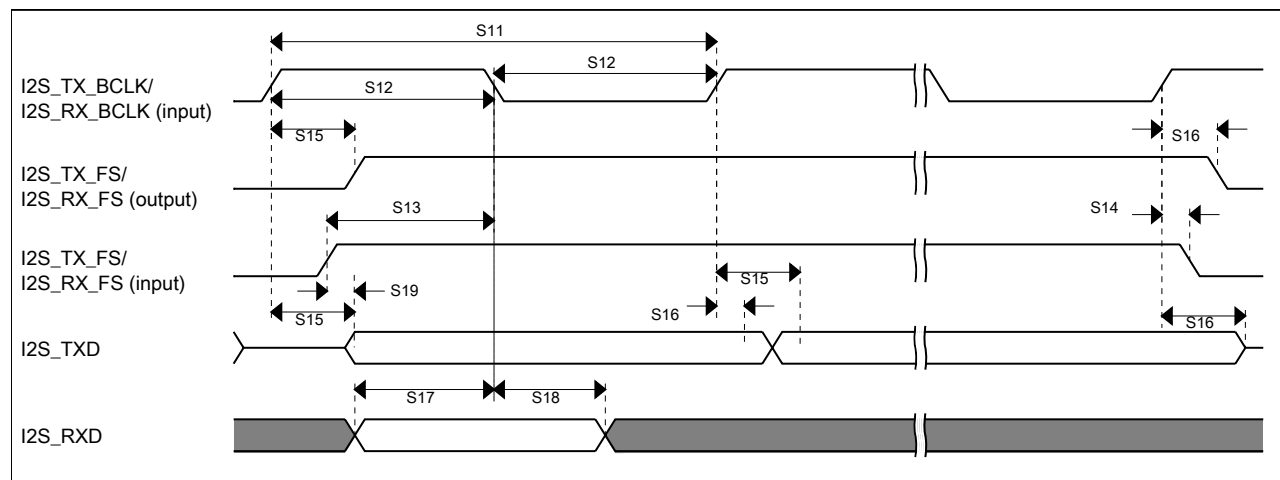 S11
S12
I2S_TX_BCLK/
I2S_RX_BCLK (input)
S12
S15
S16
I2S_TX_FS/
I2S_RX_FS (output)
S13
S14
I2S_TX_FS/
I2S_RX_FS (input)
S15
S19
S16
S15
S16
I2S_TXD
S17
S18
I2S_RXD